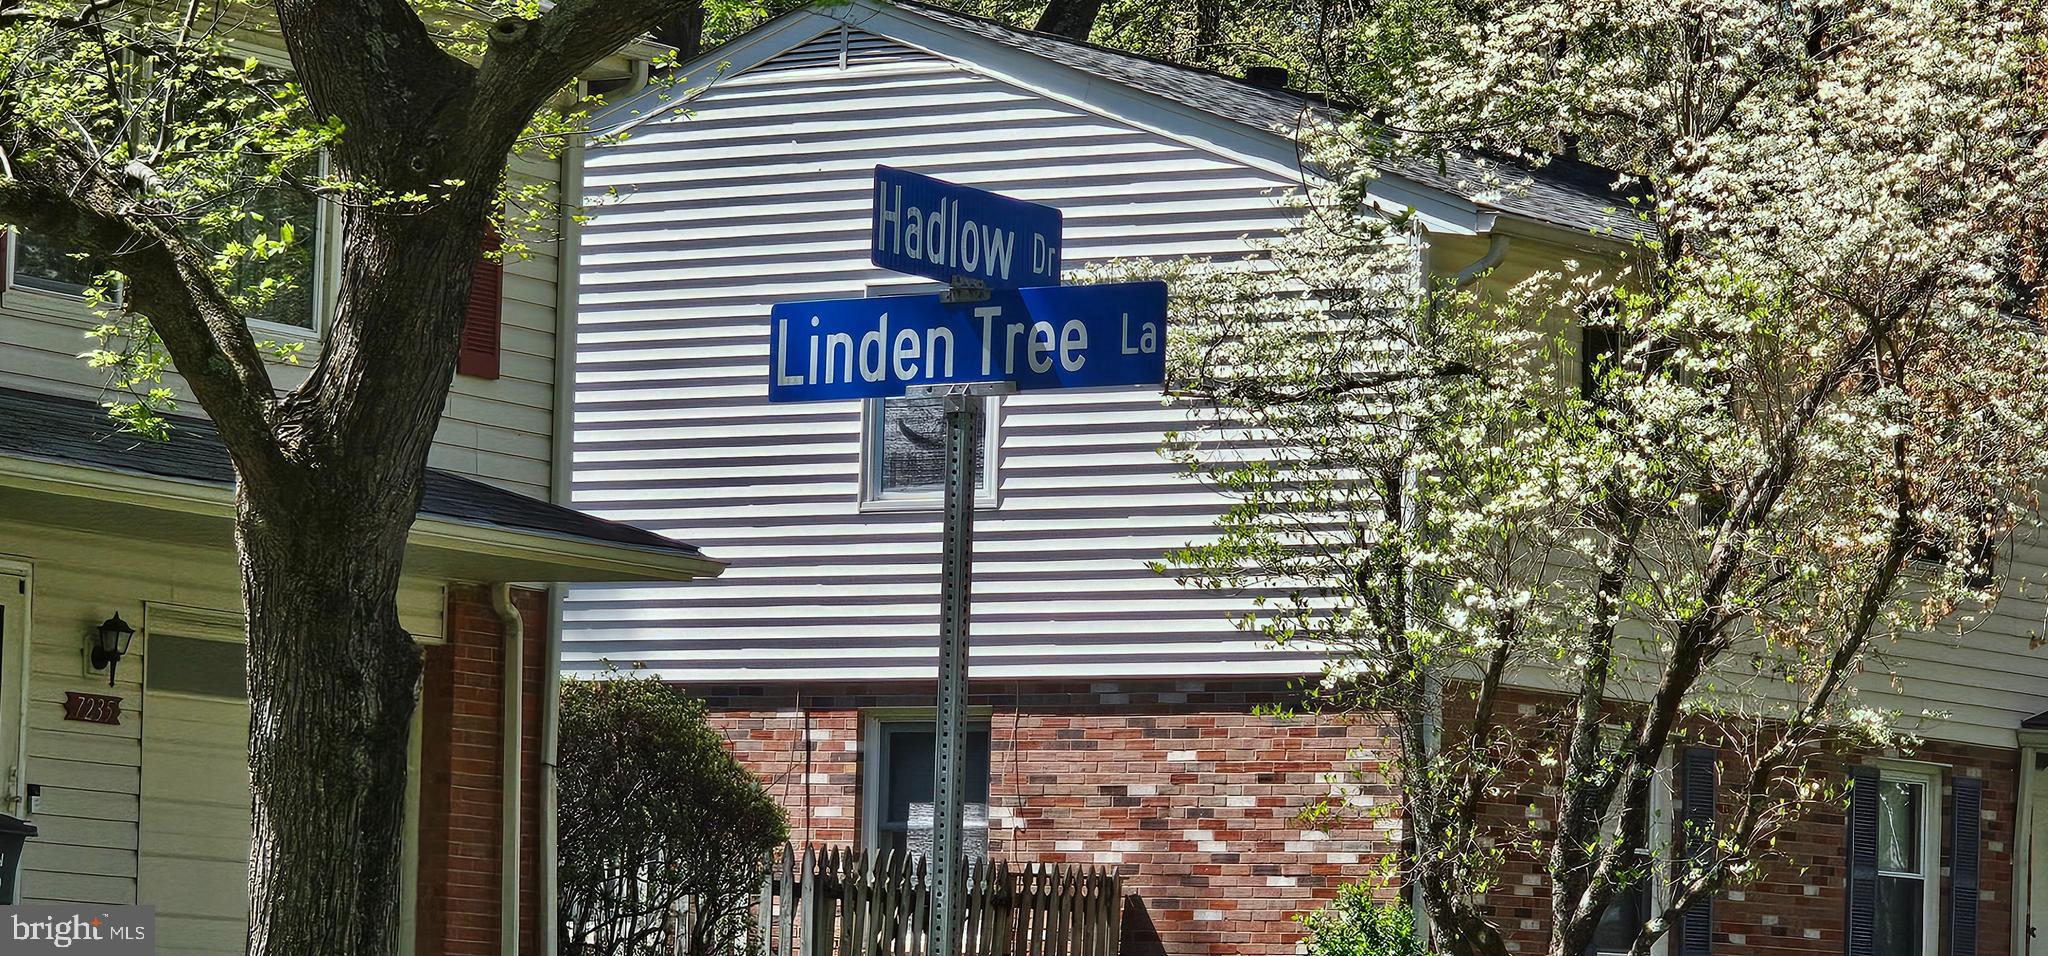 Hadlow Dr
Linden Tree La
7235
bright MLS